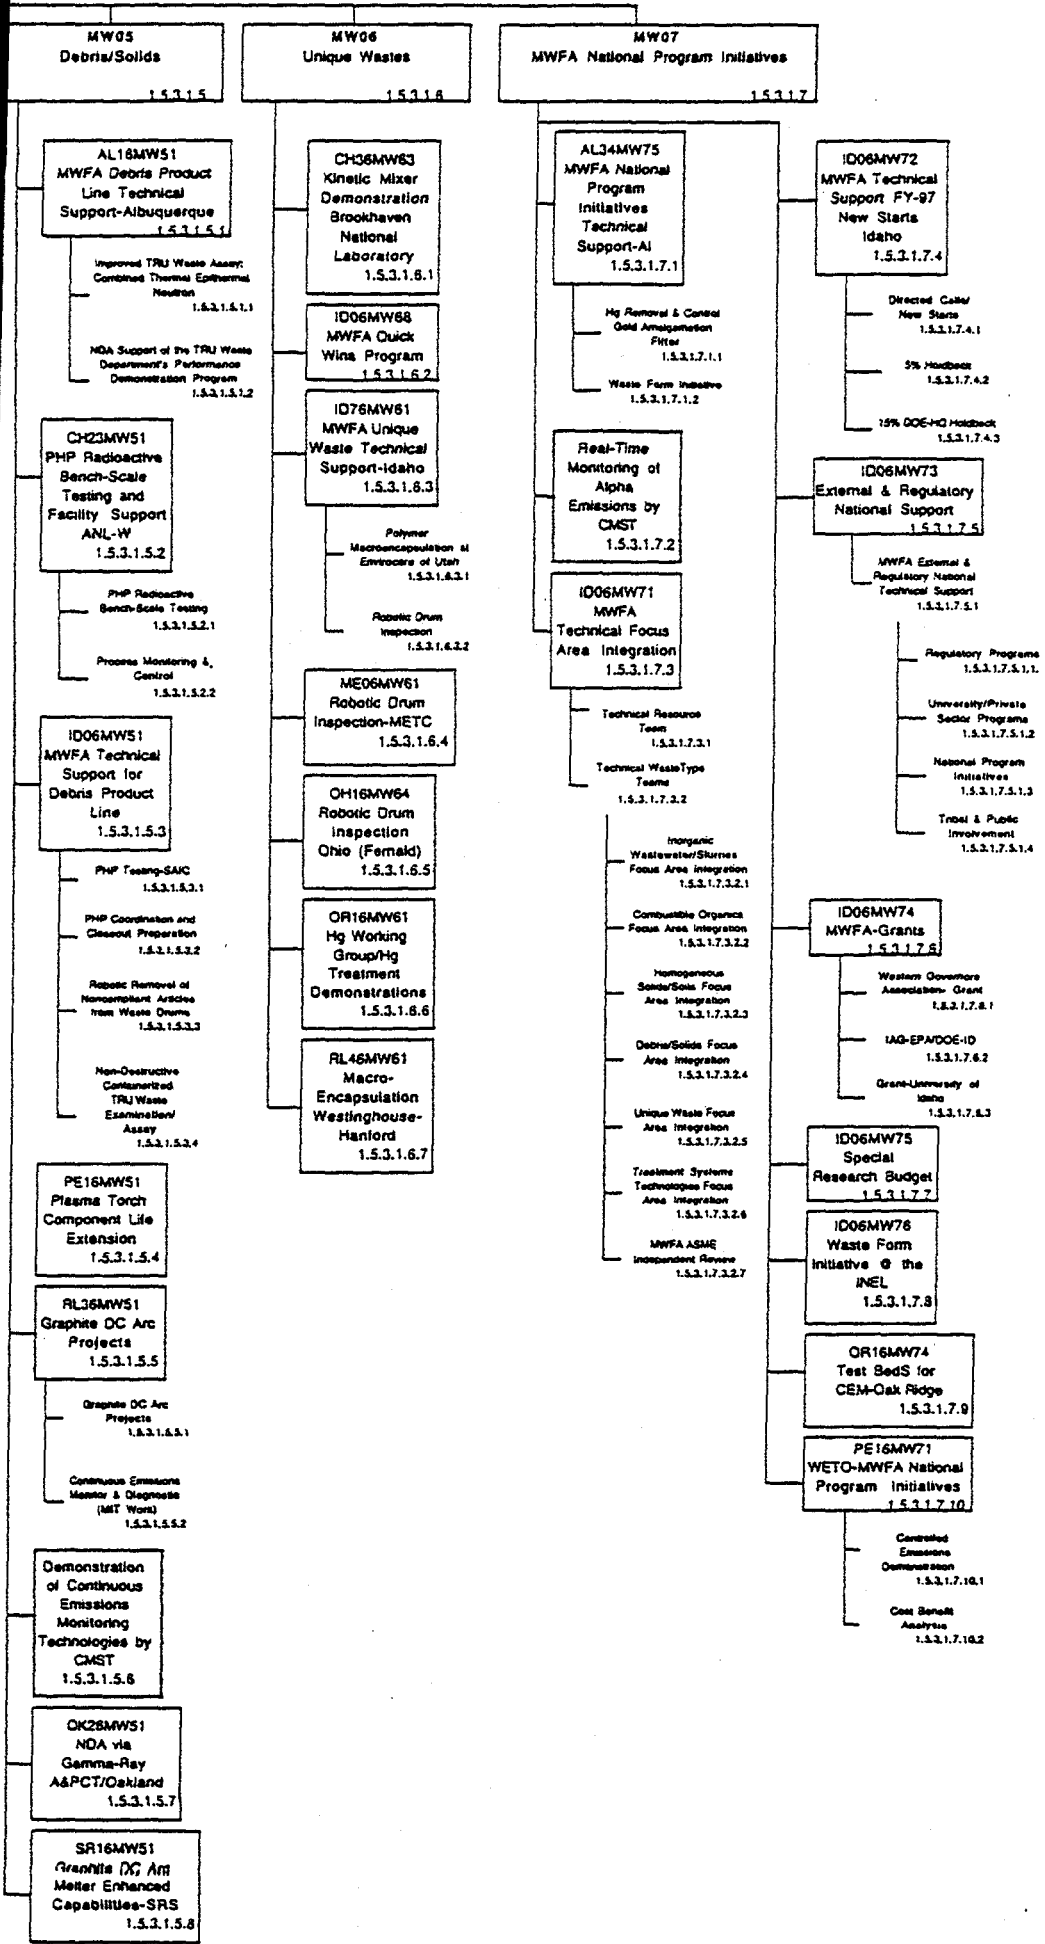 MW05
Debris/Solids
1.5.3.1.5
AL16MW51
MWFA Debris Product
Line Technical
Support-Albuquerque
1.5.3.1.5.1
Improved TRU Waste Assay;
Combined Thermal Epithermal
Neutron
1.5.3.1.5.1.1
NDA Support of the TRU Waste
Department's Performance
Demonstration Program
1.5.3.1.5.1.2
CH23MW51
PHP Radioactive
Bench-Scale
Testing and
Facility Support
ANL-W
1.5.3.1.5.2
PHP Radioactive
Bench-Scale Testing
1.5.3.1.5.2.1
Process Monitoring &
Control
1.5.3.1.5.2.2
ID06MW51
MWFA Technical
Support for
Debris Product
Line
1.5.3.1.5.3
PHP Testing-SAIC
1.5.3.1.5.3.1
PHP Coordination and
Closeout Preparation
1.5.3.1.5.3.2
Robotic Removal of
Noncompliant Articles
from Waste Drums
1.5.3.1.5.3.3
Non-Destructive
Containerized
TRU Waste
Examination/
Assay
1.5.3.1.5.3.4
PE16MW51
Plasma Torch
Component Life
Extension
1.5.3.1.5.4
RL36MW51
Graphite DC Arc
Projects
1.5.3.1.5.5
Graphite DC Arc
Projects
1.5.3.1.5.5.1
Continuous Emissions
Monitor & Diagnostic
(MIT Work)
1.5.3.1.5.5.2
Demonstration
of Continuous
Emissions
Monitoring
Technologies by
CMST
1.5.3.1.5.6
OK26MW51
NDA via
Gamma-Ray
A&PCT/Oakland
1.5.3.1.5.7
SR16MW51
Graphite DC Arc
Melter Enhanced
Capabilities-SRS
1.5.3.1.5.8
MW06
Unique Wastes
1.5.3.1.6
CH36MW63
Kinetic Mixer
Demonstration
Brookhaven
National
Laboratory
1.5.3.1.6.1
ID06MW68
MWFA Quick
Wins Program
1.5.3.1.6.2
ID76MW61
MWFA Unique
Waste Technical
Support-Idaho
1.5.3.1.6.3
Polymer
Macroencapsulation at
Envirocare of Utah
1.5.3.1.6.3.1
Robotic Drum
Inspection
1.5.3.1.6.3.2
ME06MW61
Robotic Drum
Inspection-METC
1.5.3.1.6.4
OH16MW64
Robotic Drum
Inspection
Ohio (Fernald)
1.5.3.1.6.5
OR16MW61
Hg Working
Group/Hg
Treatment
Demonstrations
1.5.3.1.6.6
RL46MW61
Macro-
Encapsulation
Westinghouse-
Hanford
1.5.3.1.6.7
MW07
MWFA National Program Initiatives
1.5.3.1.7
AL34MW75
MWFA National
Program
Initiatives
Technical
Support-Al
1.5.3.1.7.1
Hg Removal & Control
Gold Amalgamation
Filter
1.5.3.1.7.1.1
Waste Form Initiative
1.5.3.1.7.1.2
Real-Time
Monitoring of
Alpha
Emissions by
CMST
1.5.3.1.7.2
ID06MW71
MWFA
Technical Focus
Area Integration
1.5.3.1.7.3
Technical Resource
Team
1.5.3.1.7.3.1
Technical WasteType
Teams
1.5.3.1.7.3.2
Inorganic
Wastewater/Slurries
Focus Area Integration
1.5.3.1.7.3.2.1
Combustible Organics
Focus Area Integration
1.5.3.1.7.3.2.2
Homogeneous
Solids/Soils Focus
Area Integration
1.5.3.1.7.3.2.3
Debris/Solids Focus
Area Integration
1.5.3.1.7.3.2.4
Unique Waste Focus
Area Integration
1.5.3.1.7.3.2.5
Treatment Systems
Technologies Focus
Area Integration
1.5.3.1.7.3.2.6
MWFA ASME
Independent Review
1.5.3.1.7.3.2.7
ID06MW72
MWFA Technical
Support FY-97
New Starts
Idaho
1.5.3.1.7.4
Directed Calls/
New Starts
1.5.3.1.7.4.1
5% Holdback
1.5.3.1.7.4.2
15% DOE-HQ Holdback
1.5.3.1.7.4.3
ID06MW73
External & Regulatory
National Support
1.5.3.1.7.5
MWFA External &
Regulatory National
Technical Support
1.5.3.1.7.5.1
Regulatory Programs
1.5.3.1.7.5.1.1
University/Private
Sector Programs
1.5.3.1.7.5.1.2
National Program
Initiatives
1.5.3.1.7.5.1.3
Tribal & Public
Involvement
1.5.3.1.7.5.1.4
ID06MW74
MWFA-Grants
1.5.3.1.7.6
Western Governors
Association- Grant
1.5.3.1.7.6.1
IAG-EPA/DOE-ID
1.5.3.1.7.6.2
Grant-University of
Idaho
1.5.3.1.7.6.3
ID06MW75
Special
Research Budget
1.5.3.1.7.7
ID06MW76
Waste Form
Initiative @ the
INEL
1.5.3.1.7.8
OR16MW74
Test BedS for
CEM-Oak Ridge
1.5.3.1.7.9
PE16MW71
WETO-MWFA National
Program Initiatives
1.5.3.1.7.10
Controlled
Emissions
Demonstration
1.5.3.1.7.10.1
Cost Benefit
Analysis
1.5.3.1.7.10.2